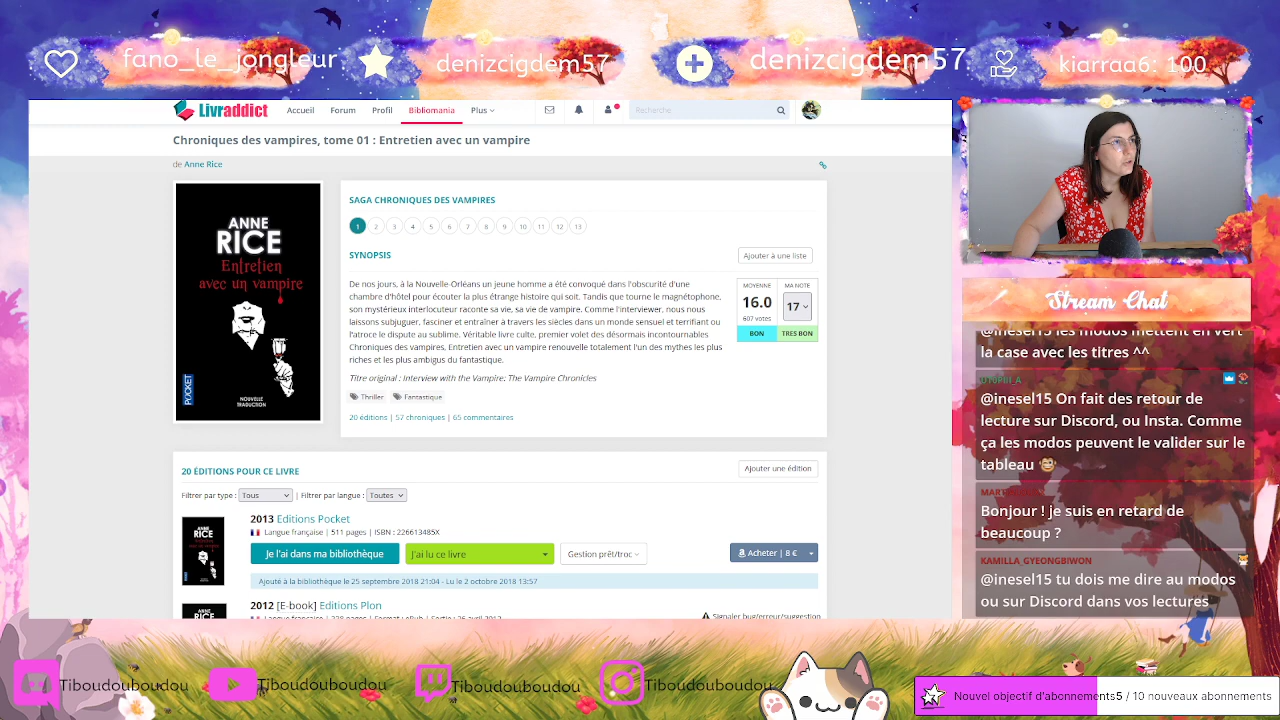 fano_le_jongleur
denizcigdem57
denizcigdem57
kiarraa6: 100
Livraddict
Accueil
Forum
Profil
Bibliomania
Plus
Recherche
Chroniques des vampires, tome 01 : Entretien avec un vampire
de Anne Rice
ANNE
RICE
Entretien
avec un vampire
POCKET
NOUVELLE
TRADUCTION
SAGA CHRONIQUES DES VAMPIRES
1 2 3 4 5 6 7 8 9 10 11 12 13
SYNOPSIS
Ajouter à une liste
De nos jours, à la Nouvelle-Orléans un jeune homme a été convoqué dans l'obscurité d'une
chambre d'hôtel pour écouter la plus étrange histoire qui soit. Tandis que tourne le magnétophone,
son mystérieux interlocuteur raconte sa vie, sa vie de vampire. Comme l'interviewer, nous nous
laissons subjuguer, fasciner et entraîner à travers les siècles dans un monde sensuel et terrifiant ou
l'atroce le dispute au sublime. Véritable livre culte, premier volet des désormais incontournables
Chroniques des vampires, Entretien avec un vampire renouvelle totalement l'un des mythes les plus
riches et les plus ambigus du fantastique.
MOYENNE
16.0
607 votes
BON
MA NOTE
17
TRES BON
Titre original : Interview with the Vampire: The Vampire Chronicles
Thriller Fantastique
20 éditions | 57 chroniques | 65 commentaires
20 ÉDITIONS POUR CE LIVRE
Ajouter une édition
Filtrer par type : Tous | Filtrer par langue : Toutes
ANNE
RICE
2013 Editions Pocket
Langue française | 511 pages | ISBN : 226613485X
Je l'ai dans ma bibliothèque
J'ai lu ce livre
Gestion prêt/troc
Acheter | 8 €
Ajouté à la bibliothèque le 25 septembre 2018 21:04 - Lu le 2 octobre 2018 13:57
ANNE
2012 [E-book] Editions Plon
Signaler bug/erreur/suggestion
Stream Chat
@inesel15 les modos mettent en vert
la case avec les titres ^^
@inesel15 On fait des retour de
lecture sur Discord, ou Insta. Comme
ça les modos peuvent le valider sur le
tableau
Bonjour ! je suis en retard de
beaucoup ?
KAMILLA_GYEONGBIWON
@inesel15 tu dois me dire au modos
ou sur Discord dans vos lectures
Tiboudouboudou
Tiboudouboudou
Tiboudouboudou
Tiboudouboudou
Nouvel objectif d'abonnements
5 / 10 nouveaux abonnements